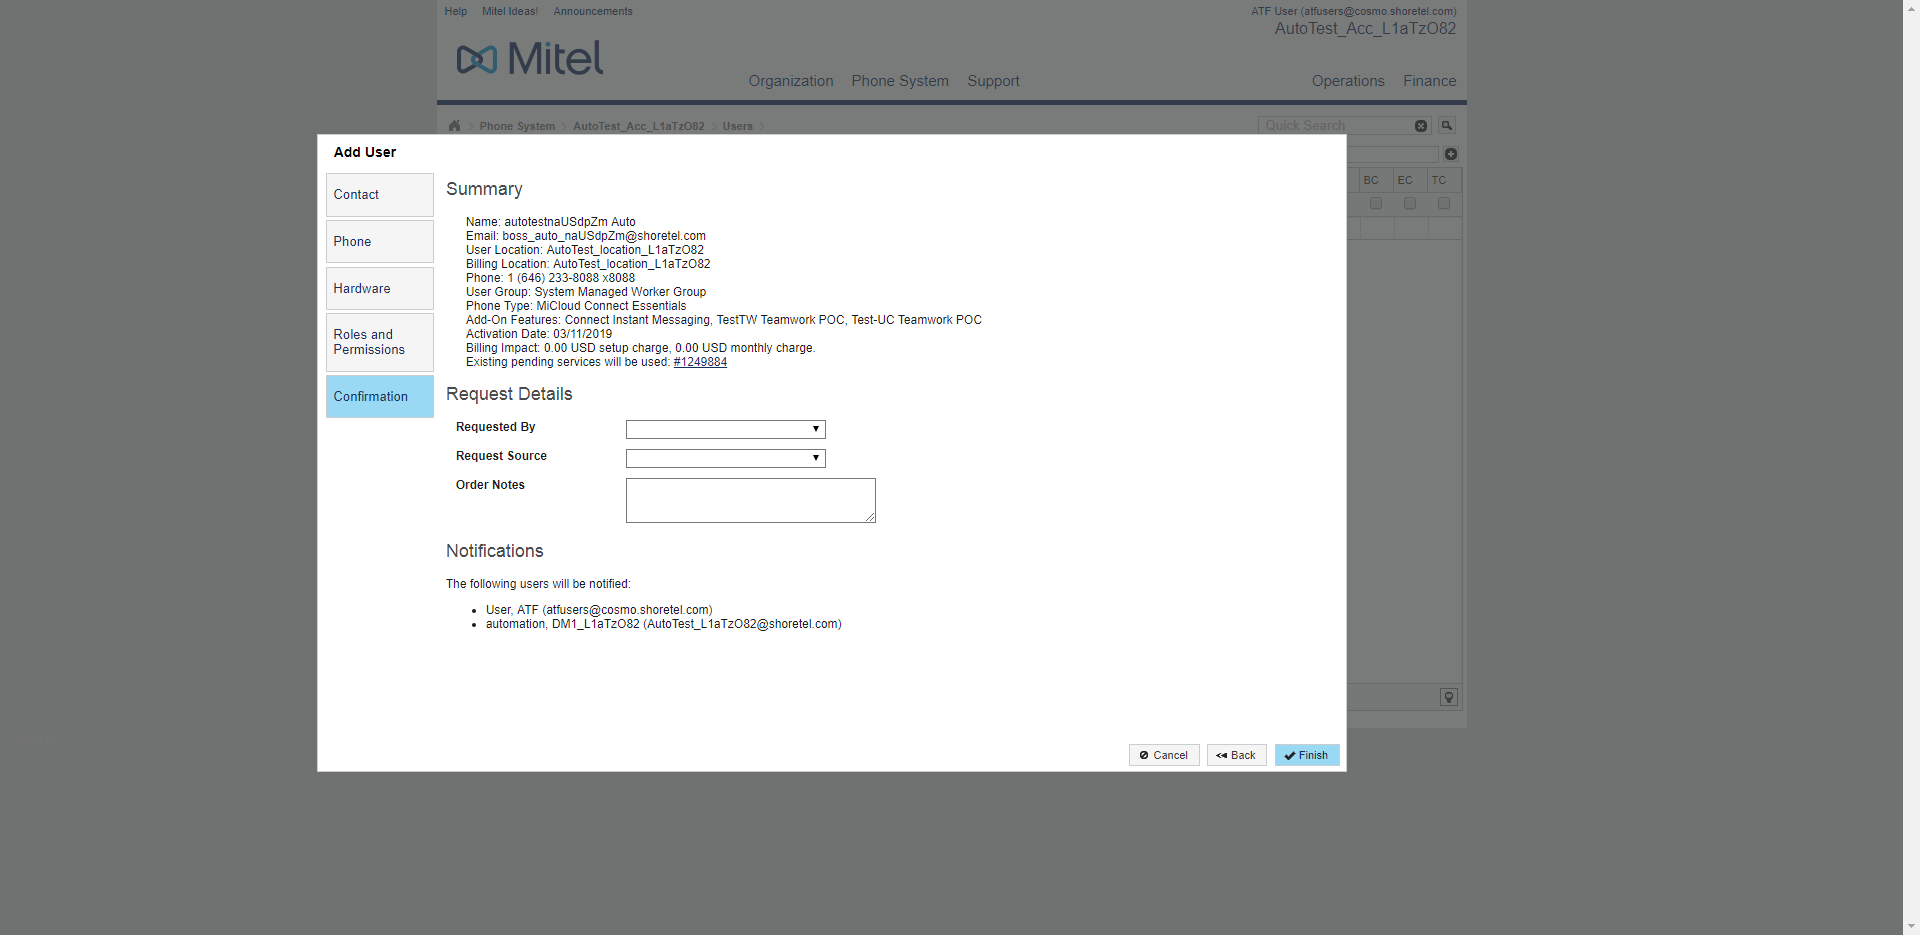 Help Mitel Ideas! Announcements
ATF User (atfusers@cosmo.shoretel.com)
AutoTest_Acc_L1aTzO82
Mitel
Organization Phone System Support Operations Finance
Phone System AutoTest_Acc_L1aTzO82 Users
Quick Search
BC EC TC
Add User
Contact
Phone
Hardware
Roles and
Permissions
Confirmation
Summary
Name: autotestnaUSdpZm Auto
Email: boss_auto_naUSdpZm@shoretel.com
User Location: AutoTest_location_L1aTzO82
Billing Location: AutoTest_location_L1aTzO82
Phone: 1 (646) 233-8088 x8088
User Group: System Managed Worker Group
Phone Type: MiCloud Connect Essentials
Add-On Features: Connect Instant Messaging, TestTW Teamwork POC, Test-UC Teamwork POC
Activation Date: 03/11/2019
Billing Impact: 0.00 USD setup charge, 0.00 USD monthly charge.
Existing pending services will be used: #1249884
Request Details
Requested By
Request Source
Order Notes
Notifications
The following users will be notified:
User, ATF (atfusers@cosmo.shoretel.com)
automation, DM1_L1aTzO82 (AutoTest_L1aTzO82@shoretel.com)
Cancel Back Finish